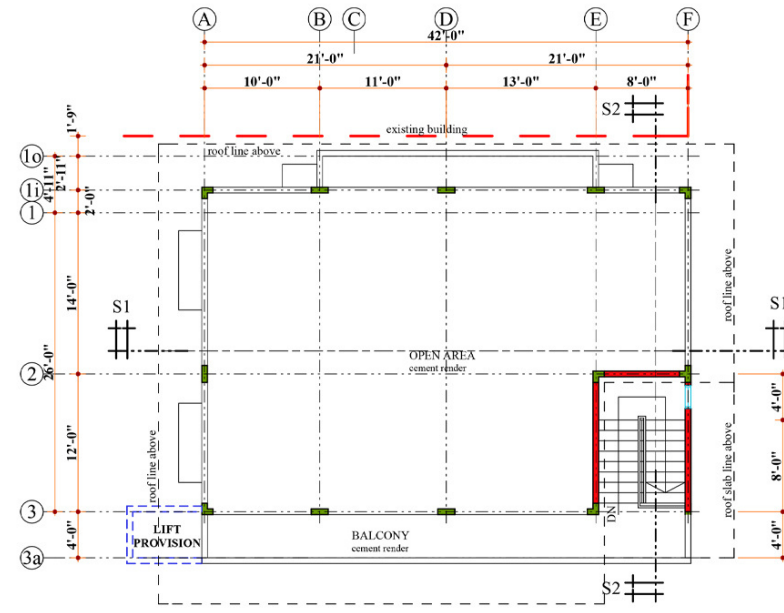 A B C D E F
42'-0"
21'-0" 21'-0"
10'-0" 11'-0" 13'-0" 8'-0"
S2
1'-9"
existing building
roof line above
1o
4'-11"
2'-11"
1i
2'-0"
1
14'-0"
roof line above
S1 S1
26'-0"
OPEN AREA
cement render
2
4'-0"
12'-0"
roof line above
roof slab line above
8'-0"
3
DN
LIFT
PROVISION
BALCONY
cement render
4'-0" 4'-0"
3a
S2